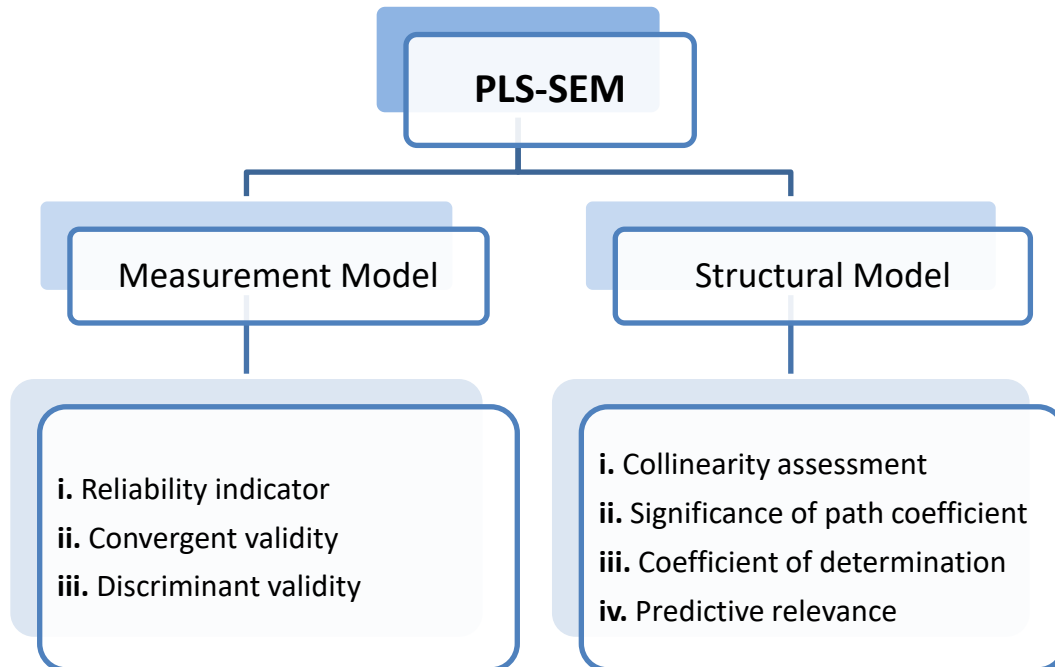 PLS-SEM
Measurement Model
Structural Model
i. Reliability indicator
ii. Convergent validity
iii. Discriminant validity
i. Collinearity assessment
ii. Significance of path coefficient
iii. Coefficient of determination
iv. Predictive relevance